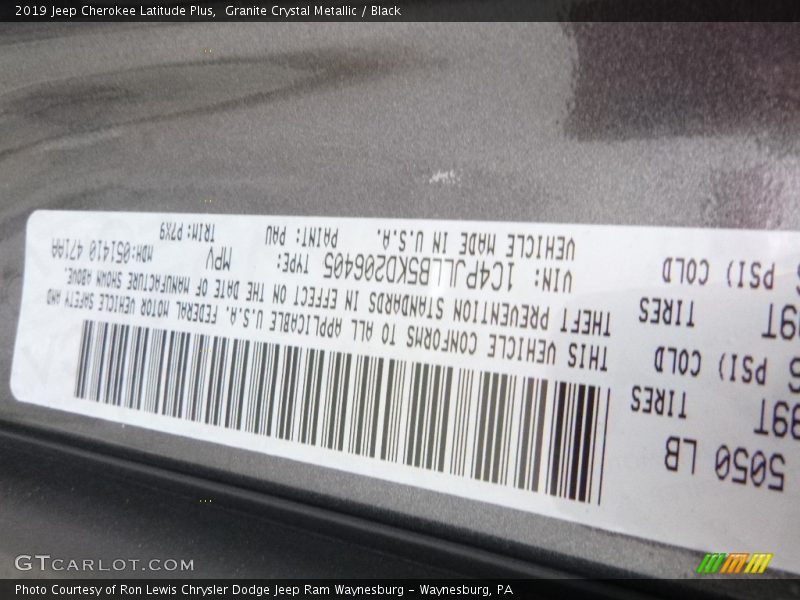 2019 Jeep Cherokee Latitude Plus,  Granite Crystal Metallic / Black
5050 LB
99T TIRES
PSI) COLD
99T TIRES
PSI) COLD
THIS VEHICLE CONFORMS TO ALL APPLICABLE U.S.A. FEDERAL MOTOR VEHICLE SAFETY AND
THEFT PREVENTION STANDARDS IN EFFECT ON THE DATE OF MANUFACTURE SHOWN ABOVE.
VIN: 1C4PJLLB5KD206405 TYPE: MPV MDH:051410 471AA
VEHICLE MADE IN U.S.A. PAINT: PAU TRIM: P7X9
GTCARLOT.COM
Photo Courtesy of Ron Lewis Chrysler Dodge Jeep Ram Waynesburg – Waynesburg, PA